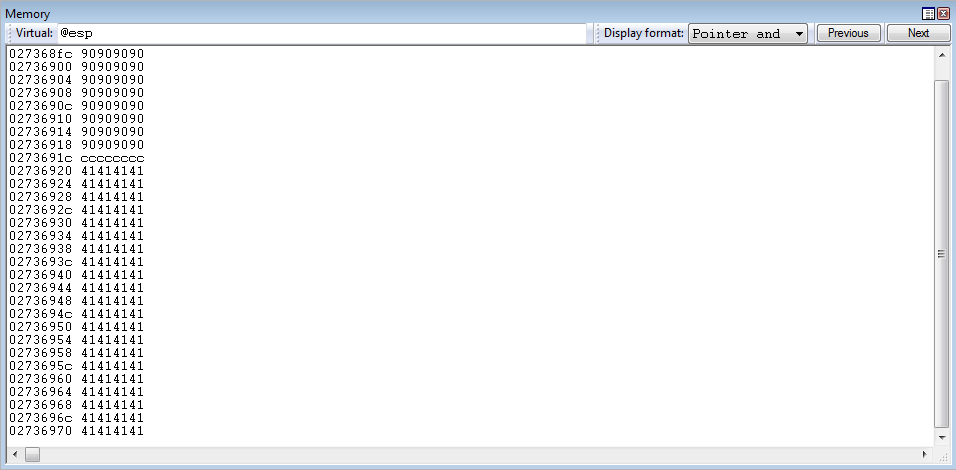 Memory
Virtual: @esp Display format: Pointer and Previous Next
027368fc 90909090
02736900 90909090
02736904 90909090
02736908 90909090
0273690c 90909090
02736910 90909090
02736914 90909090
02736918 90909090
0273691c cccccccc
02736920 41414141
02736924 41414141
02736928 41414141
0273692c 41414141
02736930 41414141
02736934 41414141
02736938 41414141
0273693c 41414141
02736940 41414141
02736944 41414141
02736948 41414141
0273694c 41414141
02736950 41414141
02736954 41414141
02736958 41414141
0273695c 41414141
02736960 41414141
02736964 41414141
02736968 41414141
0273696c 41414141
02736970 41414141